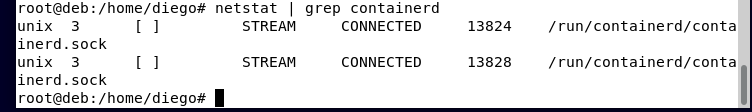 root@deb:/home/diego# netstat | grep containerd
unix  3      [ ]         STREAM     CONNECTED     13824    /run/containerd/conta
inerd.sock
unix  3      [ ]         STREAM     CONNECTED     13828    /run/containerd/conta
inerd.sock
root@deb:/home/diego#